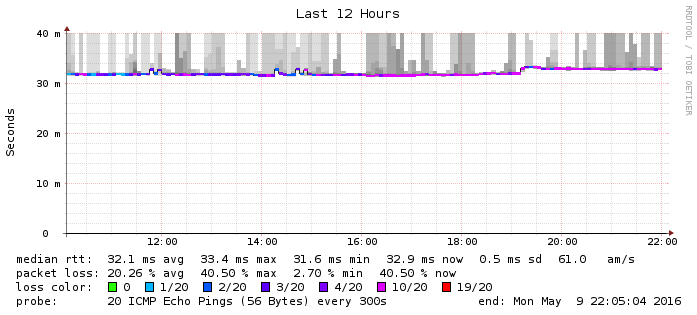 Last 12 Hours
RRDTOOL / TOBI OETIKER
Seconds
40 m
30 m
20 m
10 m
0
12:00 14:00 16:00 18:00 20:00 22:00
median rtt: 32.1 ms avg 33.4 ms max 31.6 ms min 32.9 ms now 0.5 ms sd 61.0 am/s
packet loss: 20.26 % avg 40.50 % max 2.70 % min 40.50 % now
loss color: 0 1/20 2/20 3/20 4/20 10/20 19/20
probe: 20 ICMP Echo Pings (56 Bytes) every 300s end: Mon May 9 22:05:04 2016